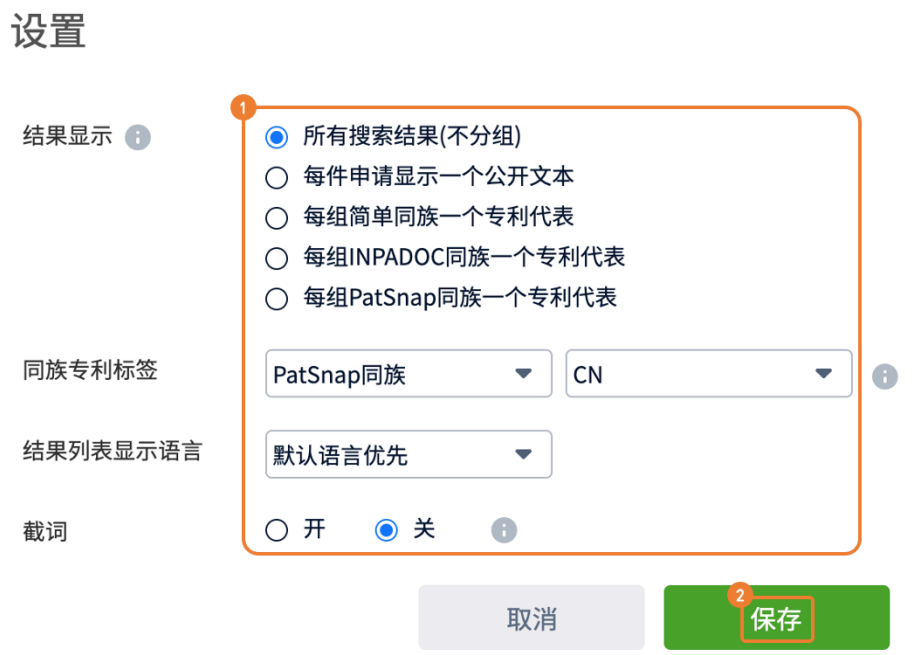 设置
1
结果显示
所有搜索结果(不分组)
每件申请显示一个公开文本
每组简单同族一个专利代表
每组INPADOC同族一个专利代表
每组PatSnap同族一个专利代表
同族专利标签 PatSnap同族 CN
结果列表显示语言 默认语言优先
截词 开 关
取消 2 保存